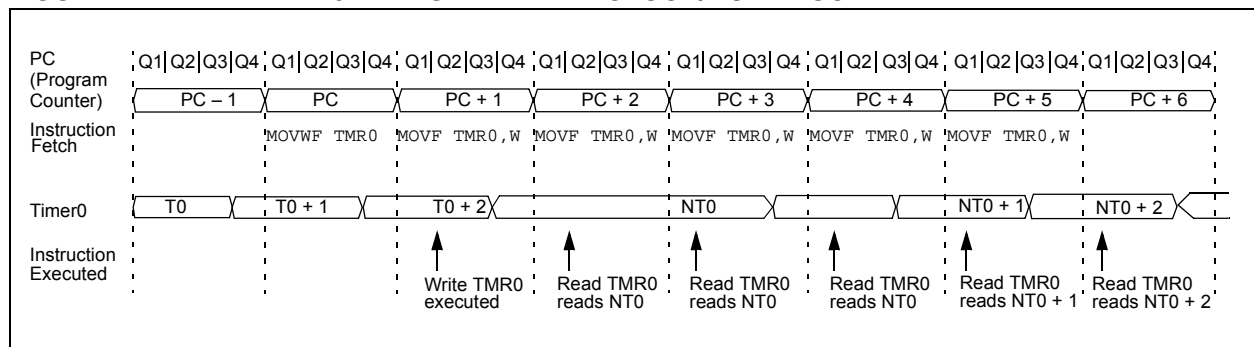 PC
(Program
Counter)
Q1 Q2 Q3 Q4 Q1 Q2 Q3 Q4 Q1 Q2 Q3 Q4 Q1 Q2 Q3 Q4 Q1 Q2 Q3 Q4 Q1 Q2 Q3 Q4 Q1 Q2 Q3 Q4 Q1 Q2 Q3 Q4
PC – 1 PC PC + 1 PC + 2 PC + 3 PC + 4 PC + 5 PC + 6
Instruction
Fetch
MOVWF TMR0 MOVF TMR0,W MOVF TMR0,W MOVF TMR0,W MOVF TMR0,W MOVF TMR0,W
Timer0
T0 T0 + 1 T0 + 2 NT0 NT0 + 1 NT0 + 2
Instruction
Executed
Write TMR0
executed
Read TMR0
reads NT0
Read TMR0
reads NT0
Read TMR0
reads NT0
Read TMR0
reads NT0 + 1
Read TMR0
reads NT0 + 2